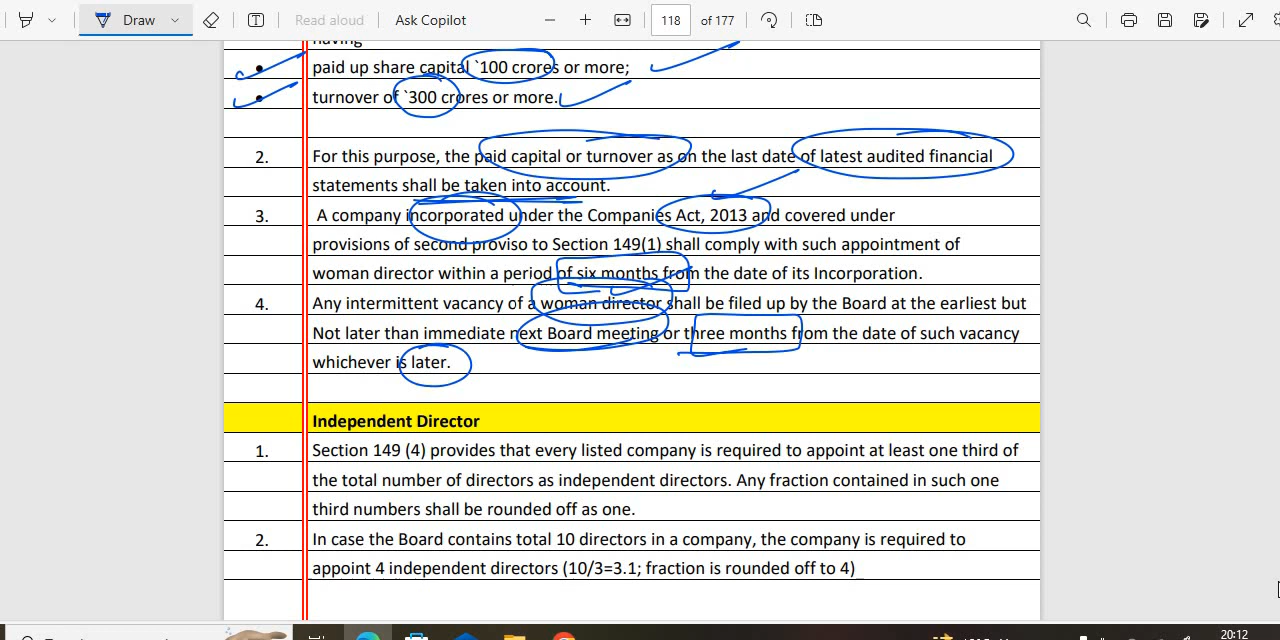 Draw
Read aloud
Ask Copilot
118 of 177
having
• paid up share capital `100 crores or more;
• turnover of `300 crores or more.
2. For this purpose, the paid capital or turnover as on the last date of latest audited financial
statements shall be taken into account.
3. A company incorporated under the Companies Act, 2013 and covered under
provisions of second proviso to Section 149(1) shall comply with such appointment of
woman director within a period of six months from the date of its Incorporation.
4. Any intermittent vacancy of a woman director shall be filed up by the Board at the earliest but
Not later than immediate next Board meeting or three months from the date of such vacancy
whichever is later.
Independent Director
1. Section 149 (4) provides that every listed company is required to appoint at least one third of
the total number of directors as independent directors. Any fraction contained in such one
third numbers shall be rounded off as one.
2. In case the Board contains total 10 directors in a company, the company is required to
appoint 4 independent directors (10/3=3.1; fraction is rounded off to 4)
20:12